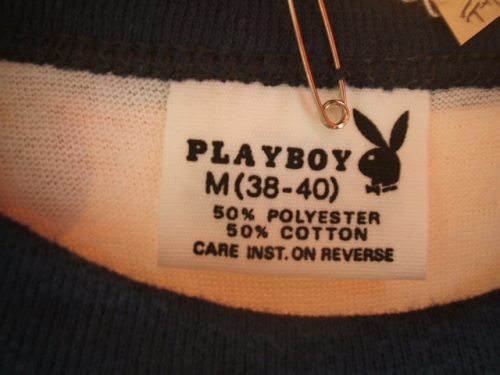 PLAYBOY
M (38-40)
50% POLYESTER
50% COTTON
CARE INST. ON REVERSE